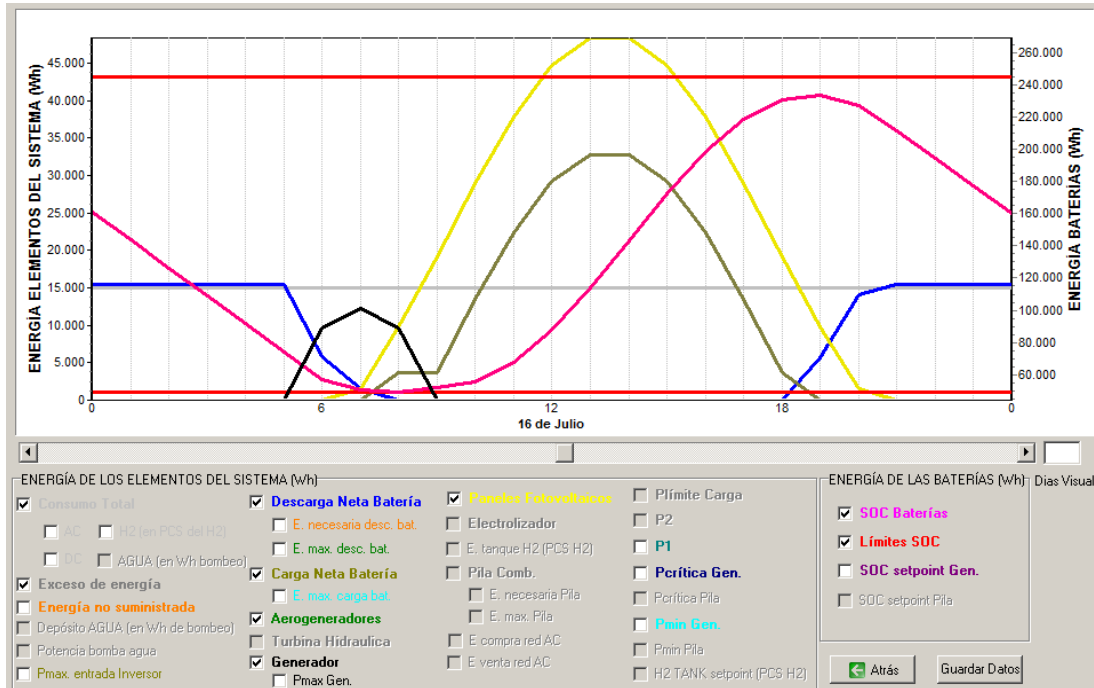 ENERGÍA ELEMENTOS DEL SISTEMA (Wh)
45.000
40.000
35.000
30.000
25.000
20.000
15.000
10.000
5.000
0
0
6
12
18
0
16 de Julio
260.000
240.000
220.000
200.000
180.000
160.000
140.000
120.000
100.000
80.000
60.000
ENERGÍA BATERÍAS (Wh)
ENERGÍA DE LOS ELEMENTOS DEL SISTEMA (Wh)
Consumo Total
AC
H2 (en PCS del H2)
DC
AGUA (en Wh bombeo)
Exceso de energía
Energía no suministrada
Depósito AGUA (en Wh de bombeo)
Potencia bomba agua
Pmax. entrada Inversor
Descarga Neta Batería
E. necesaria desc. bat.
E. max. desc. bat.
Carga Neta Batería
E. max. carga bat.
Aerogeneradores
Turbina Hidraulica
Generador
Pmax Gen.
Paneles Fotovoltaicos
Electrolizador
E. tanque H2 (PCS H2)
Pila Comb.
E. necesaria Pila
E. max. Pila
E compra red AC
E venta red AC
Plímite Carga
P2
P1
Pcrítica Gen.
Pcrítica Pila
Pmin Gen.
Pmin Pila
H2 TANK setpoint (PCS H2)
ENERGÍA DE LAS BATERÍAS (Wh)
SOC Baterías
Límites SOC
SOC setpoint Gen.
SOC setpoint Pila
Dias Visual
Atrás
Guardar Datos